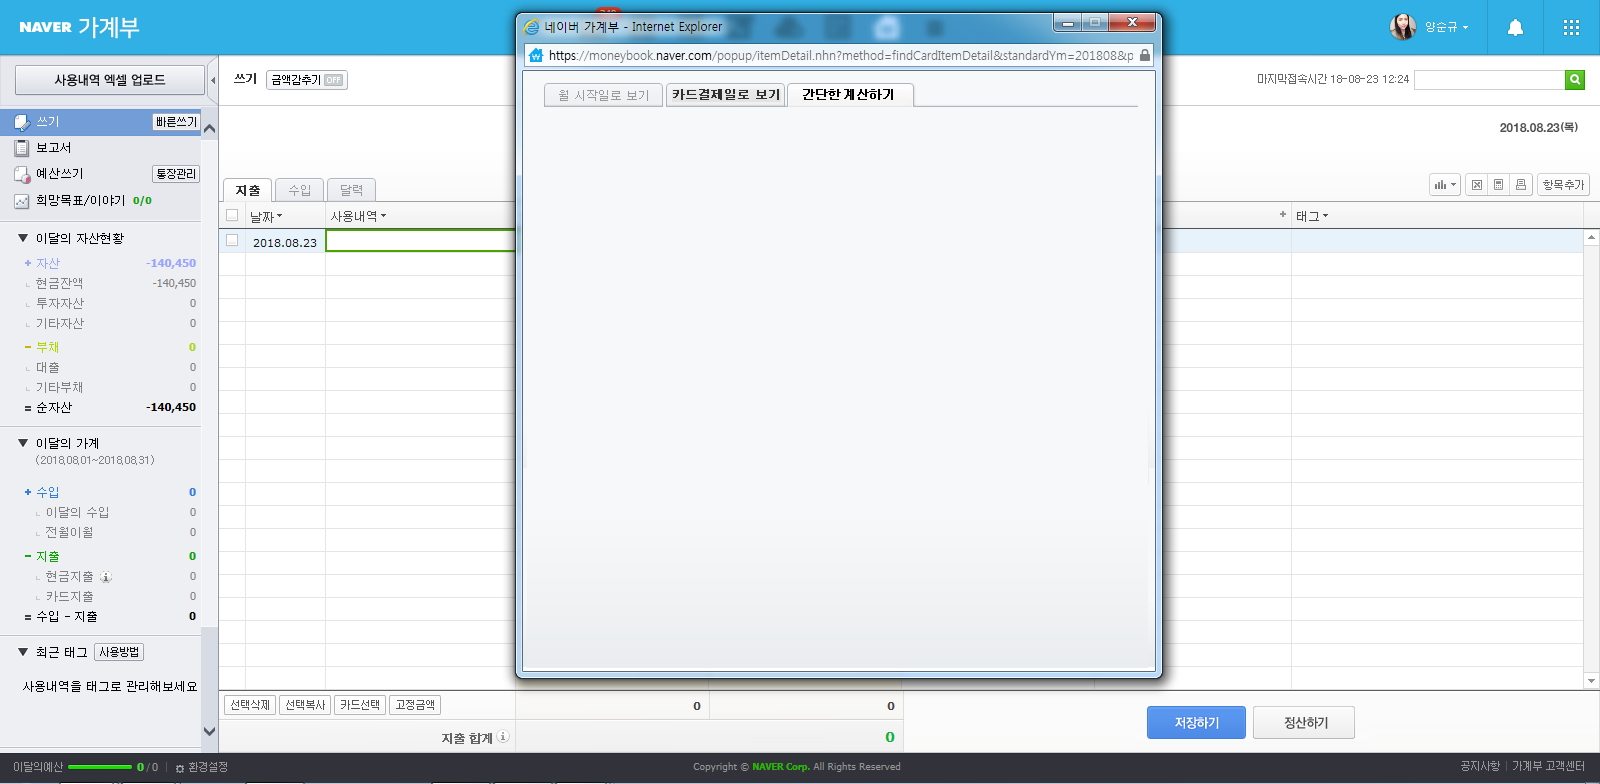 NAVER 가계부
양순규
사용내역 엑셀 업로드
쓰기
금액감추기 OFF
마지막접속시간 18-08-23 12:24
2018.08.23(목)
쓰기
빠른쓰기
보고서
예산쓰기
통장관리
희망목표/이야기 0/0
이달의 자산현황
+ 자산 -140,450
현금잔액 -140,450
투자자산 0
기타자산 0
- 부채 0
대출 0
기타부채 0
= 순자산 -140,450
이달의 가계
(2018.08.01~2018.08.31)
+ 수입 0
이달의 수입 0
전월이월 0
- 지출 0
현금지출 0
카드지출 0
= 수입 - 지출 0
최근 태그 사용방법
사용내역을 태그로 관리해보세요
지출 수입 달력
항목추가
날짜 사용내역
+ 태그
2018.08.23
네이버 가계부 - Internet Explorer
https://moneybook.naver.com/popup/itemDetail.nhn?method=findCardItemDetail&standardYm=201808&p
월 시작일로 보기 카드결제일로 보기 간단한 계산하기
선택삭제 선택복사 카드선택 고정금액
0 0
지출 합계 0
저장하기 정산하기
이달의예산 0 / 0 환경설정
Copyright © NAVER Corp. All Rights Reserved
공지사항 가계부 고객센터